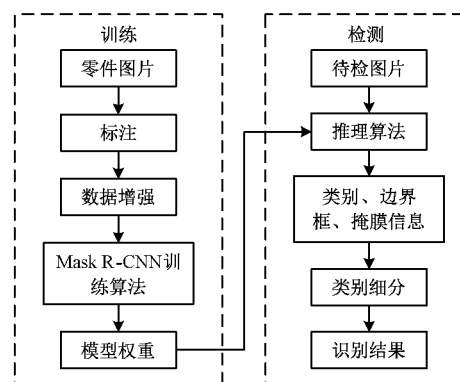 训练
零件图片
标注
数据增强
Mask R-CNN训
练算法
模型权重
检测
待检图片
推理算法
类别、边界
框、掩膜信息
类别细分
识别结果